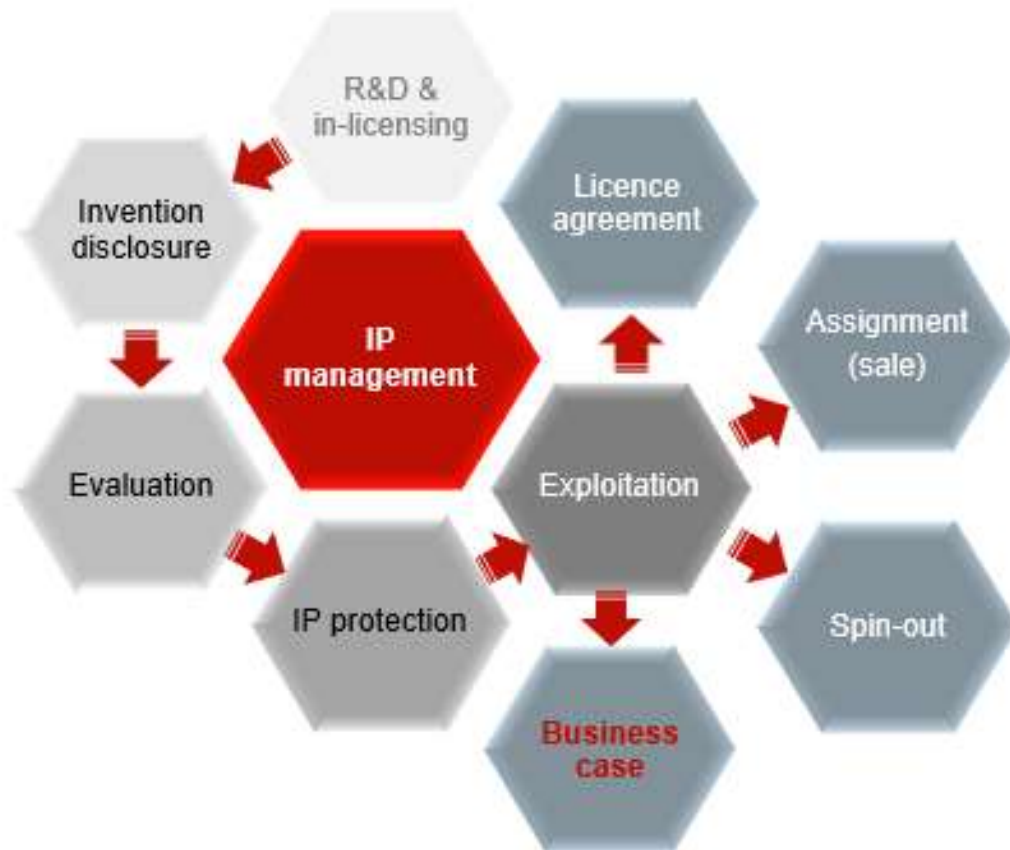 R&D &
in-licensing
Invention
disclosure
Licence
agreement
IP
management
Assignment
(sale)
Evaluation
Exploitation
IP protection
Spin-out
Business
case